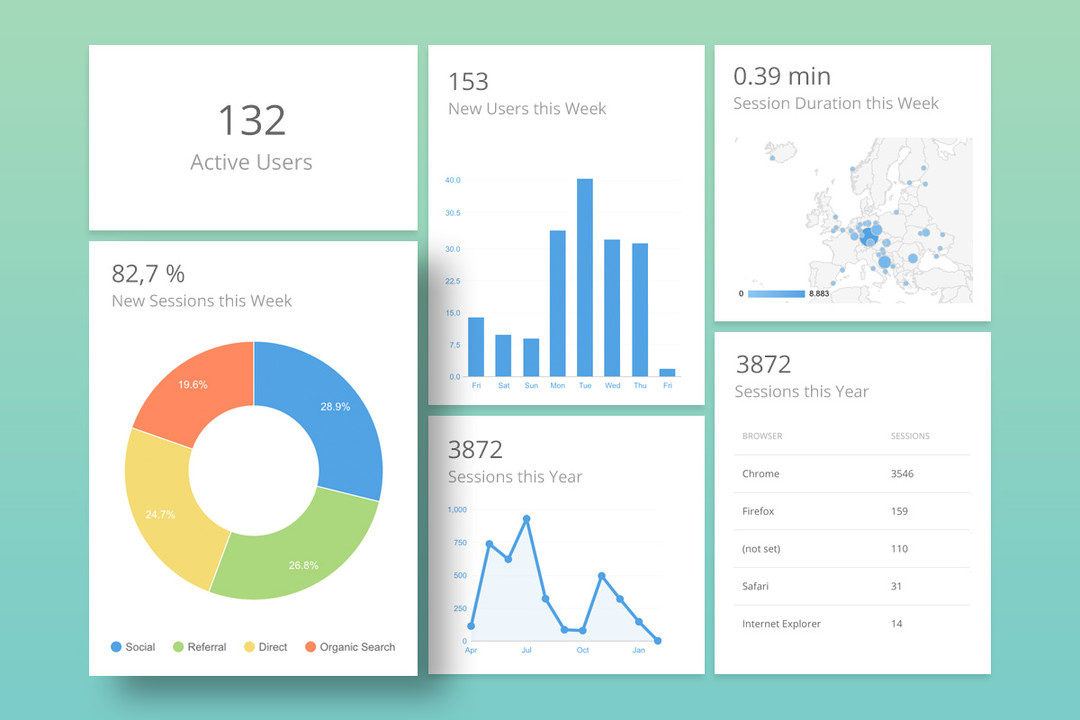 132
Active Users
82,7 %
New Sessions this Week
19.6%
28.9%
24.7%
26.8%
Social
Referral
Direct
Organic Search
153
New Users this Week
40.0
30.5
30.0
22.5
15.0
7.5
0.0
Fri Sat Sun Mon Tue Wed Thu Fri
3872
Sessions this Year
1,000
750
500
250
0
Apr Jul Oct Jan
0.39 min
Session Duration this Week
0 8.883
3872
Sessions this Year
BROWSER SESSIONS
Chrome 3546
Firefox 159
(not set) 110
Safari 31
Internet Explorer 14